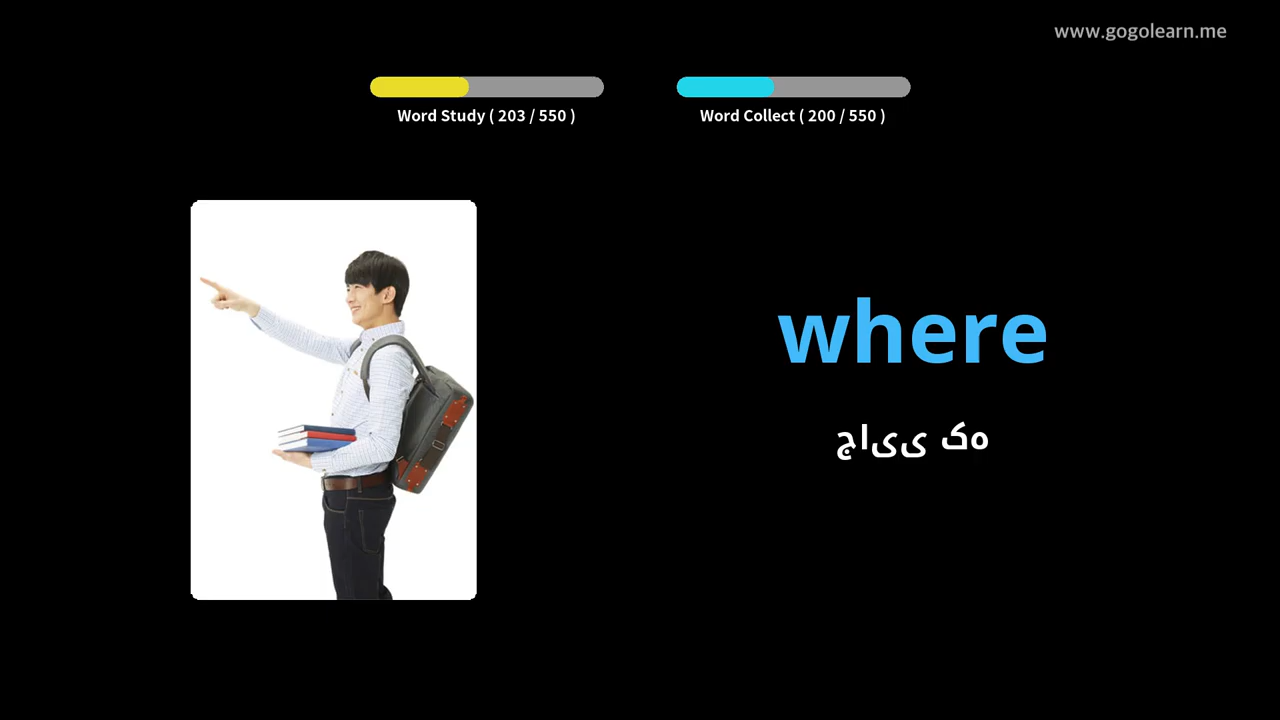 www.gogolearn.me
Word Study ( 203 / 550 )
Word Collect ( 200 / 550 )
where
جایی که